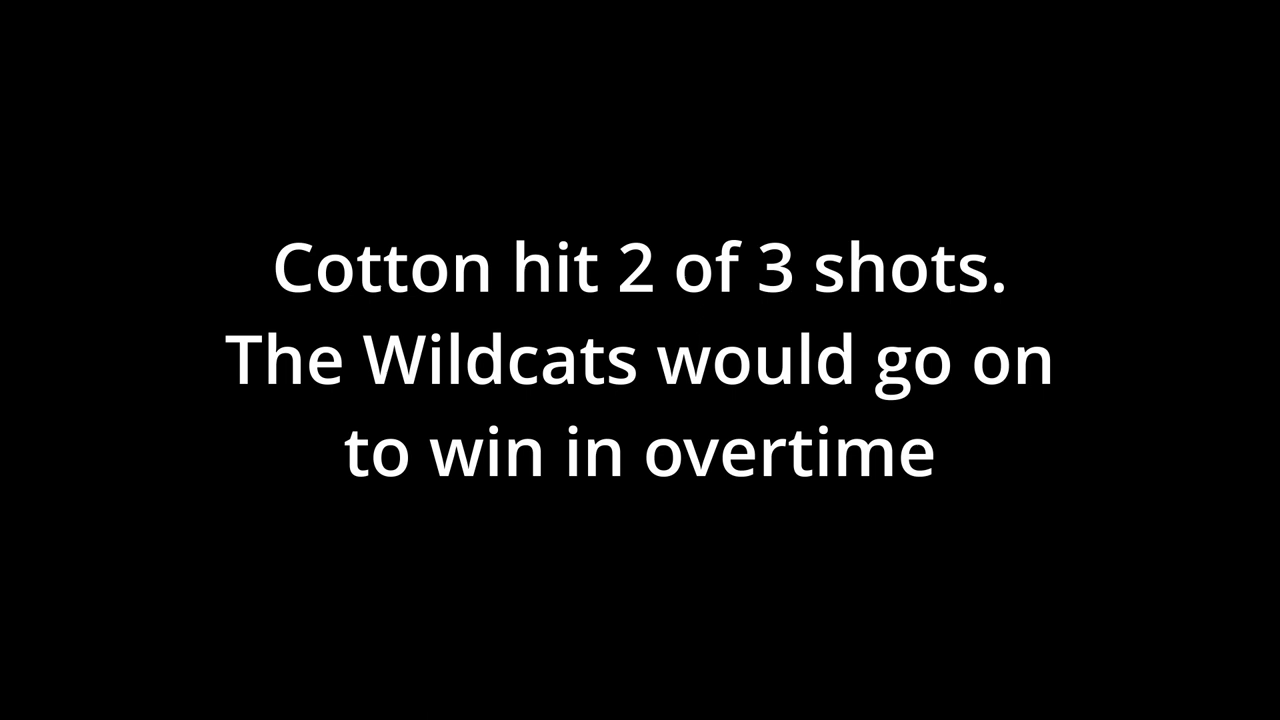 Cotton hit 2 of 3 shots.
The Wildcats would go on
to win in overtime